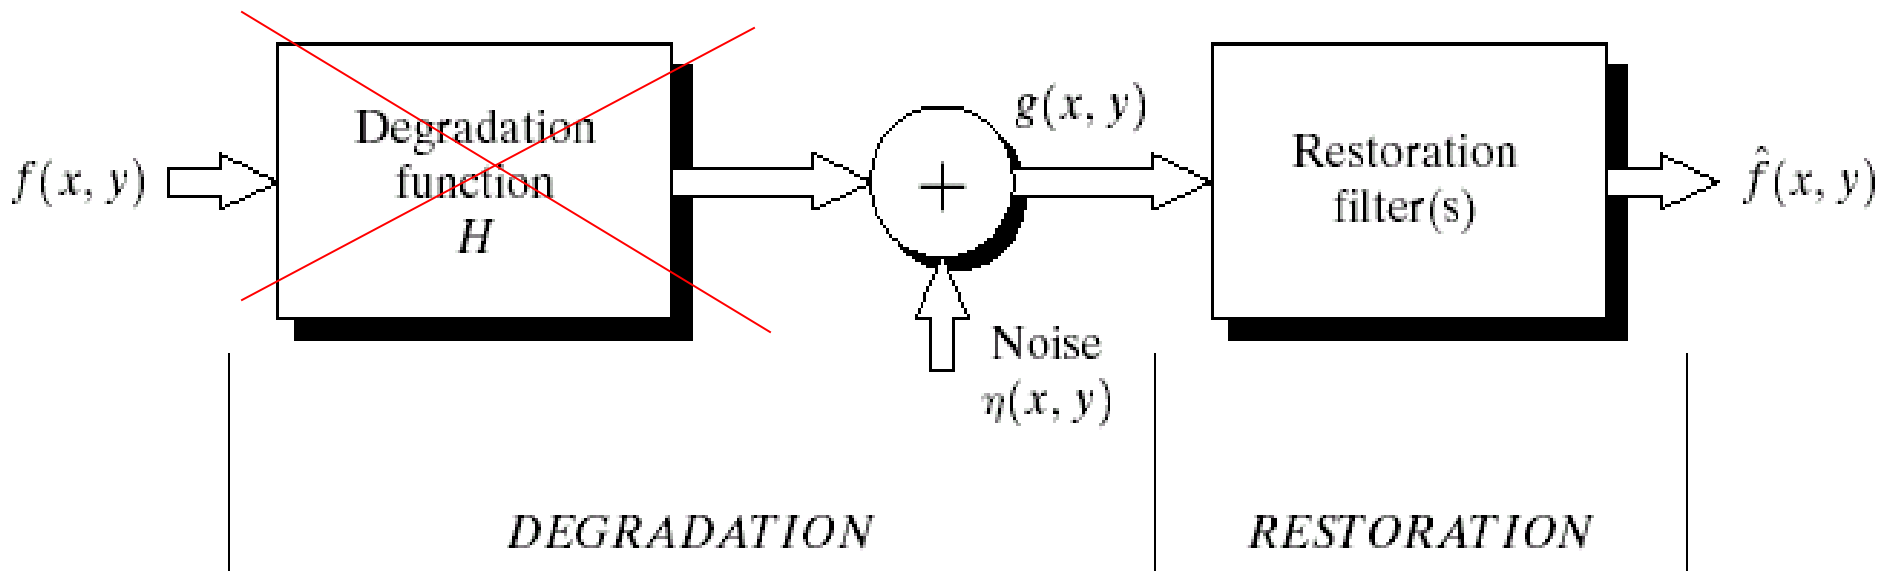 f(x, y)
Degradation
function
H
+
g(x, y)
Noise
η(x, y)
Restoration
filter(s)
f̂(x, y)
DEGRADATION
RESTORATION